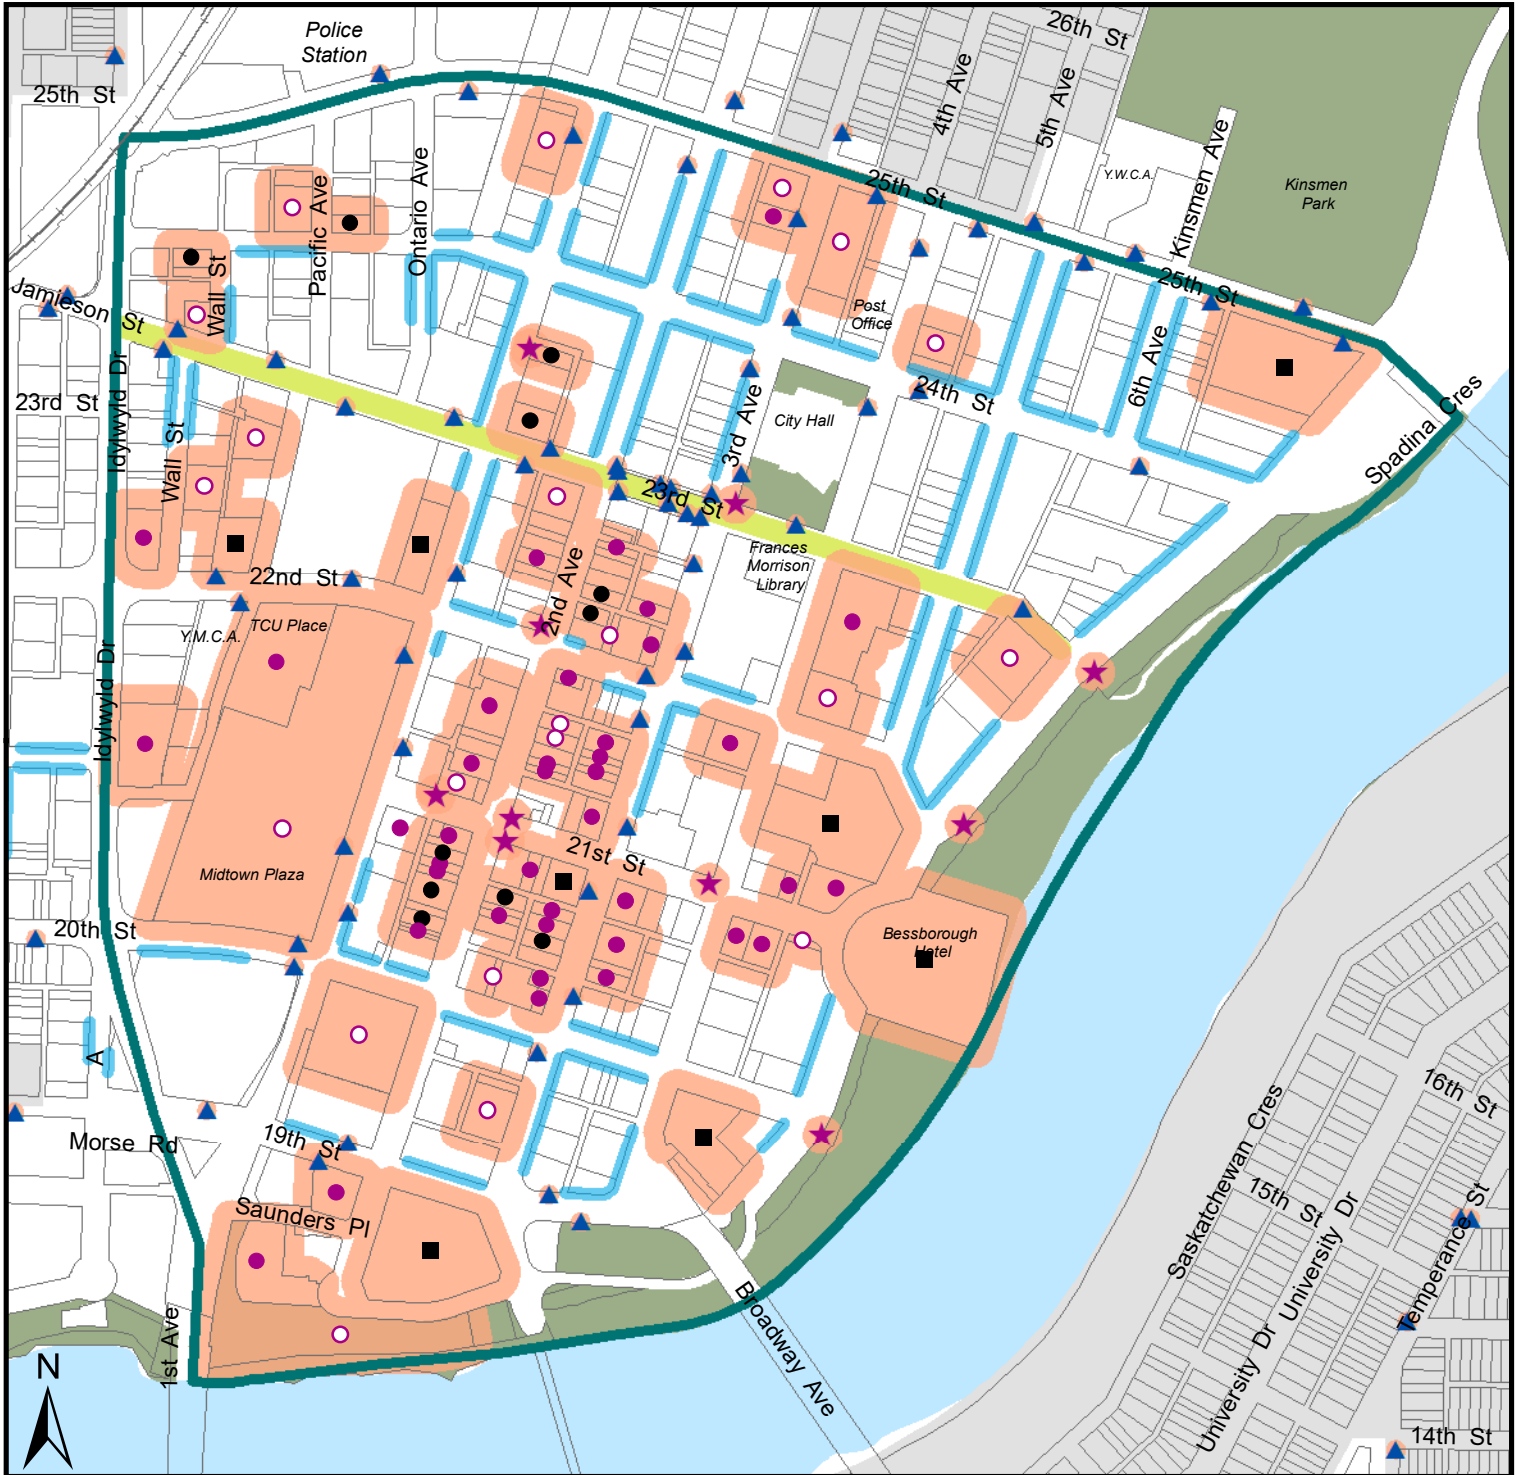 26th St
Police
Station
25th St
4th Ave
5th Ave
Kinsmen Ave
Y.W.C.A.
Kinsmen
Park
25th St
Pacific Ave
Ontario Ave
Wall St
Jamieson St
25th St
Post
Office
6th Ave
Idylwyld Dr
23rd St
24th St
3rd Ave
City Hall
Spadina Cres
Wall St
23rd St
Frances
Morrison
Library
22nd St
2nd Ave
TCU Place
Y.M.C.A.
Idylwyld Dr
21st St
Midtown Plaza
20th St
Bessborough
Hotel
A
16th St
Morse Rd
19th St
Saskatchewan Cres
15th St
University Dr
Temperance St
Saunders Pl
Broadway Ave
1st Ave
University Dr
N
14th St